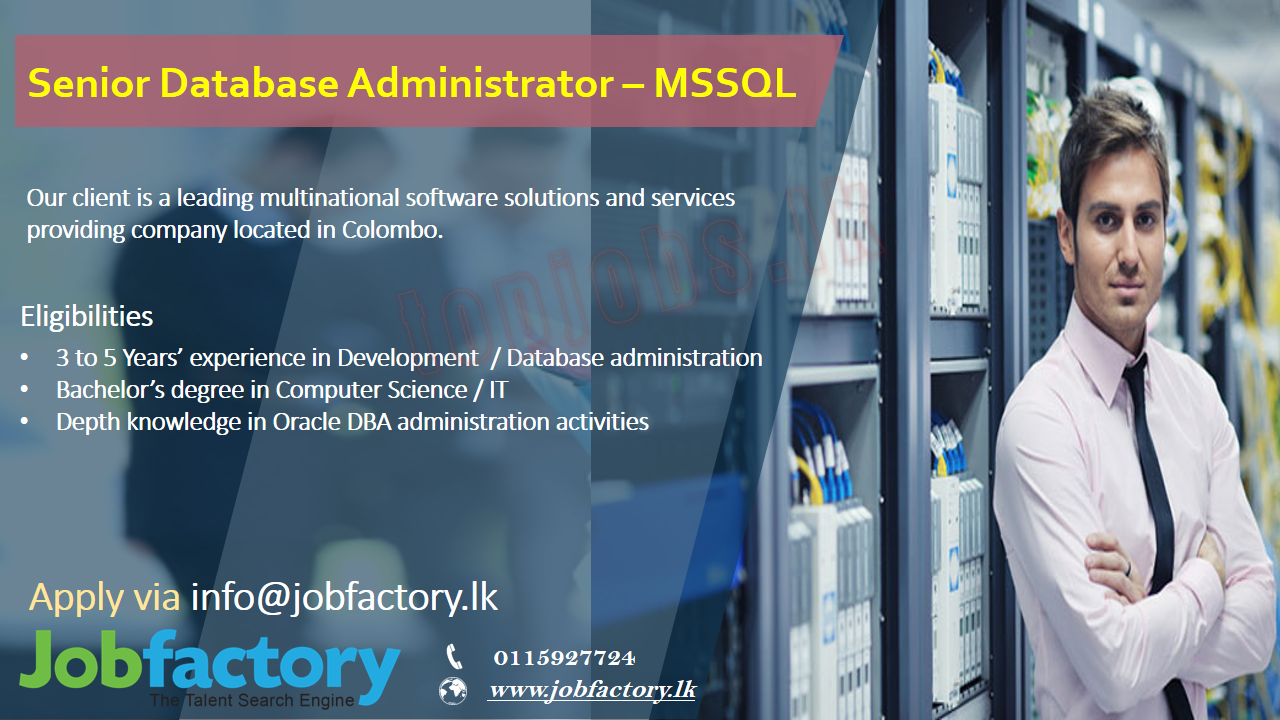 Senior Database Administrator – MSSQL
Our client is a leading multinational software solutions and services
providing company located in Colombo.
topjobs.lk
Eligibilities
• 3 to 5 Years’ experience in Development / Database administration
• Bachelor’s degree in Computer Science / IT
• Depth knowledge in Oracle DBA administration activities
Apply via info@jobfactory.lk
Jobfactory
The Talent Search Engine
0115927724
www.jobfactory.lk